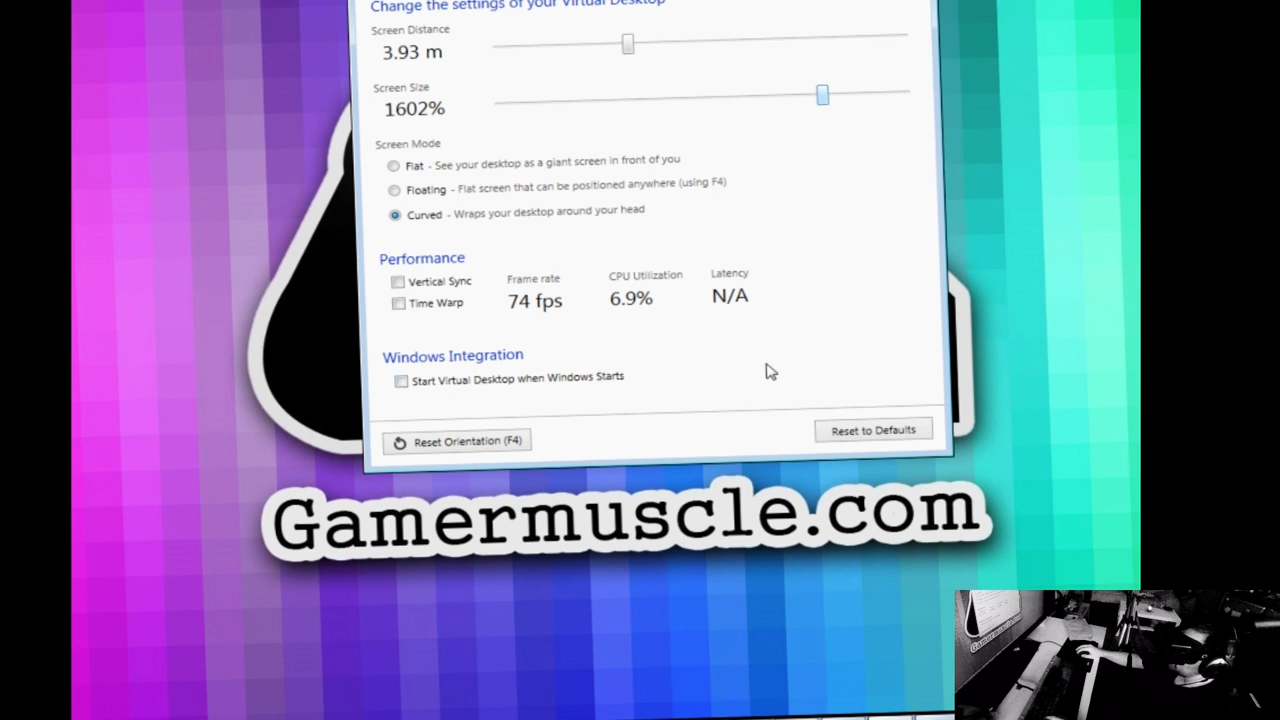 Change the settings of your Virtual Desktop
Screen Distance
3.93 m
Screen Size
1602%
Screen Mode
Flat - See your desktop as a giant screen in front of you
Floating - Flat screen that can be positioned anywhere (using F4)
Curved - Wraps your desktop around your head
Performance
Vertical Sync
Time Warp
Frame rate
74 fps
CPU Utilization
6.9%
Latency
N/A
Windows Integration
Start Virtual Desktop when Windows Starts
Reset Orientation (F4)
Reset to Defaults
Gamermuscle.com
Gamermuscle.com